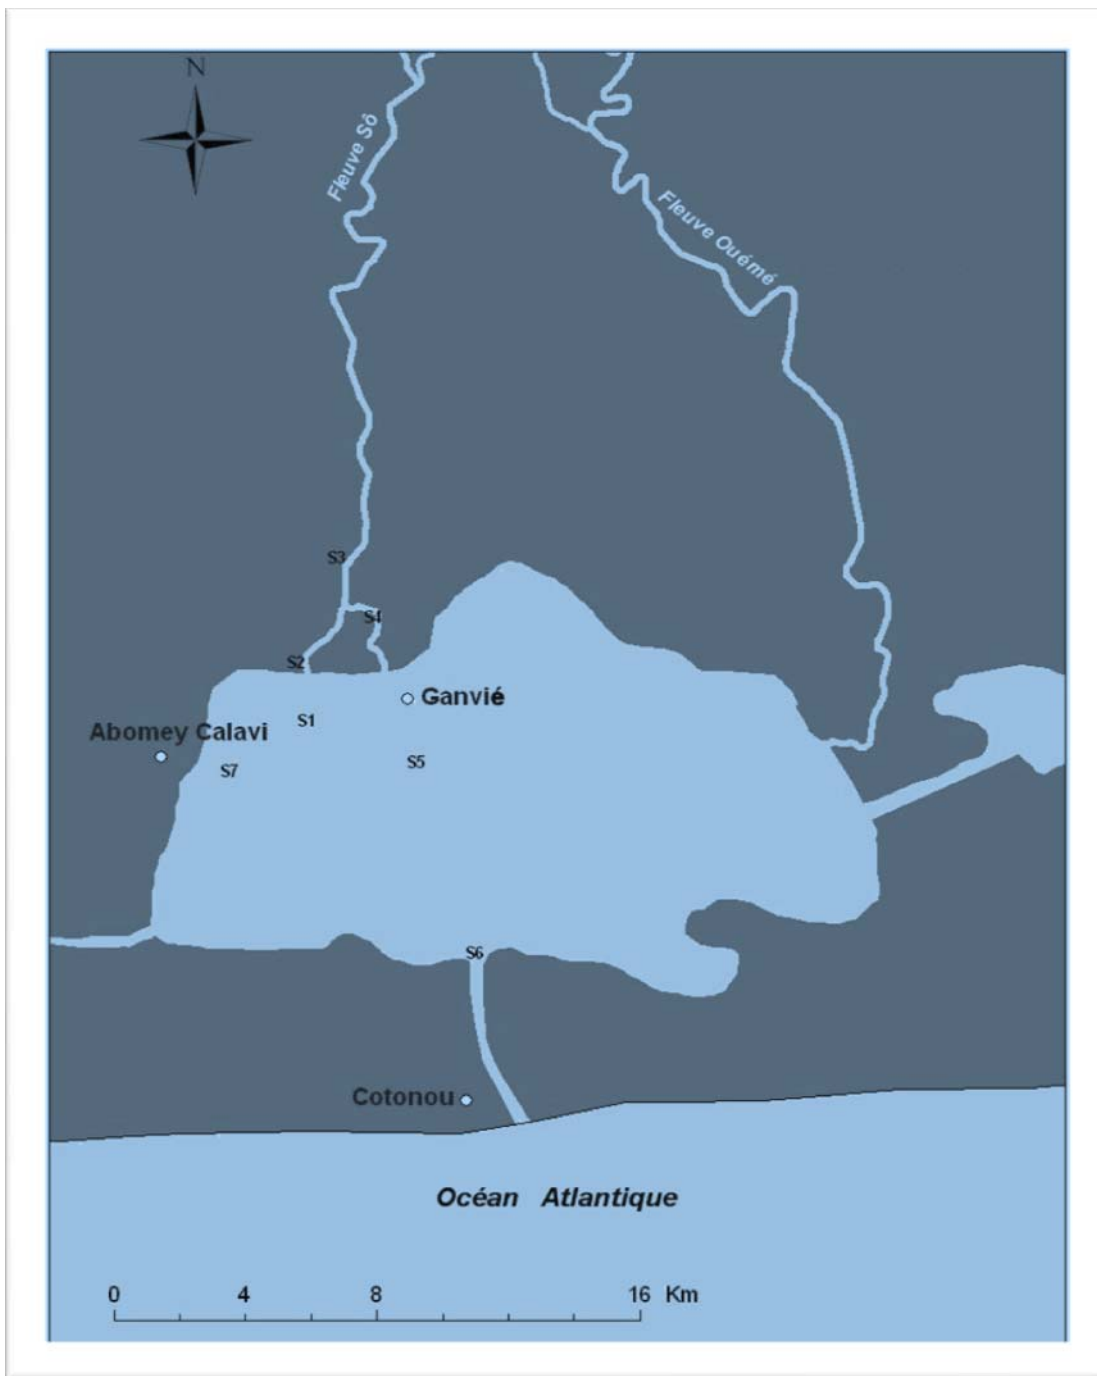 N
Fleuve Sô
Fleuve Ouémé
S3
S4
S2
Ganvié
S1
Abomey Calavi
S5
S7
S6
Cotonou
Océan Atlantique
0 4 8 16 Km